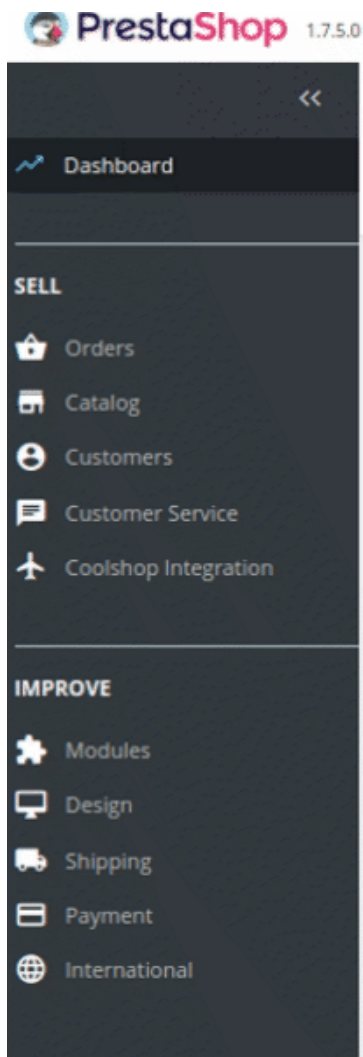 PrestaShop 1.7.5.0
Dashboard
SELL
Orders
Catalog
Customers
Customer Service
Coolshop Integration
IMPROVE
Modules
Design
Shipping
Payment
International